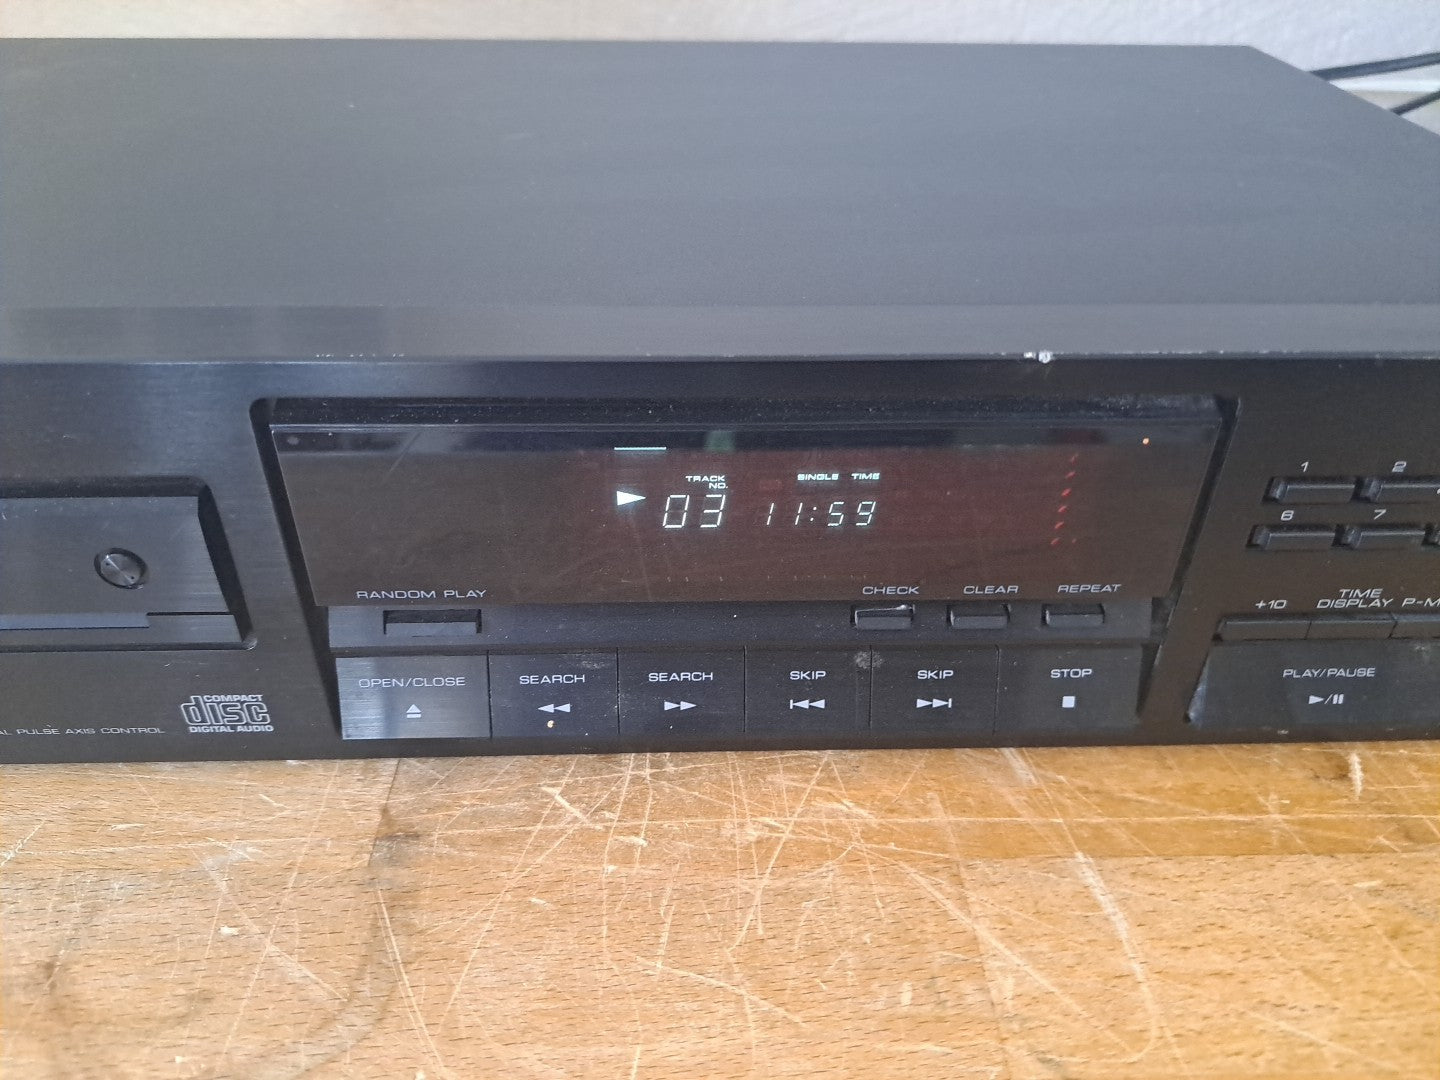 TRACK NO. SINGLE TIME
03 11:59
RANDOM PLAY CHECK CLEAR REPEAT
OPEN/CLOSE SEARCH SEARCH SKIP SKIP STOP
COMPACT
disc
DIGITAL AUDIO
PULSE AXIS CONTROL
1 2
6 7
+10 TIME DISPLAY
PLAY/PAUSE